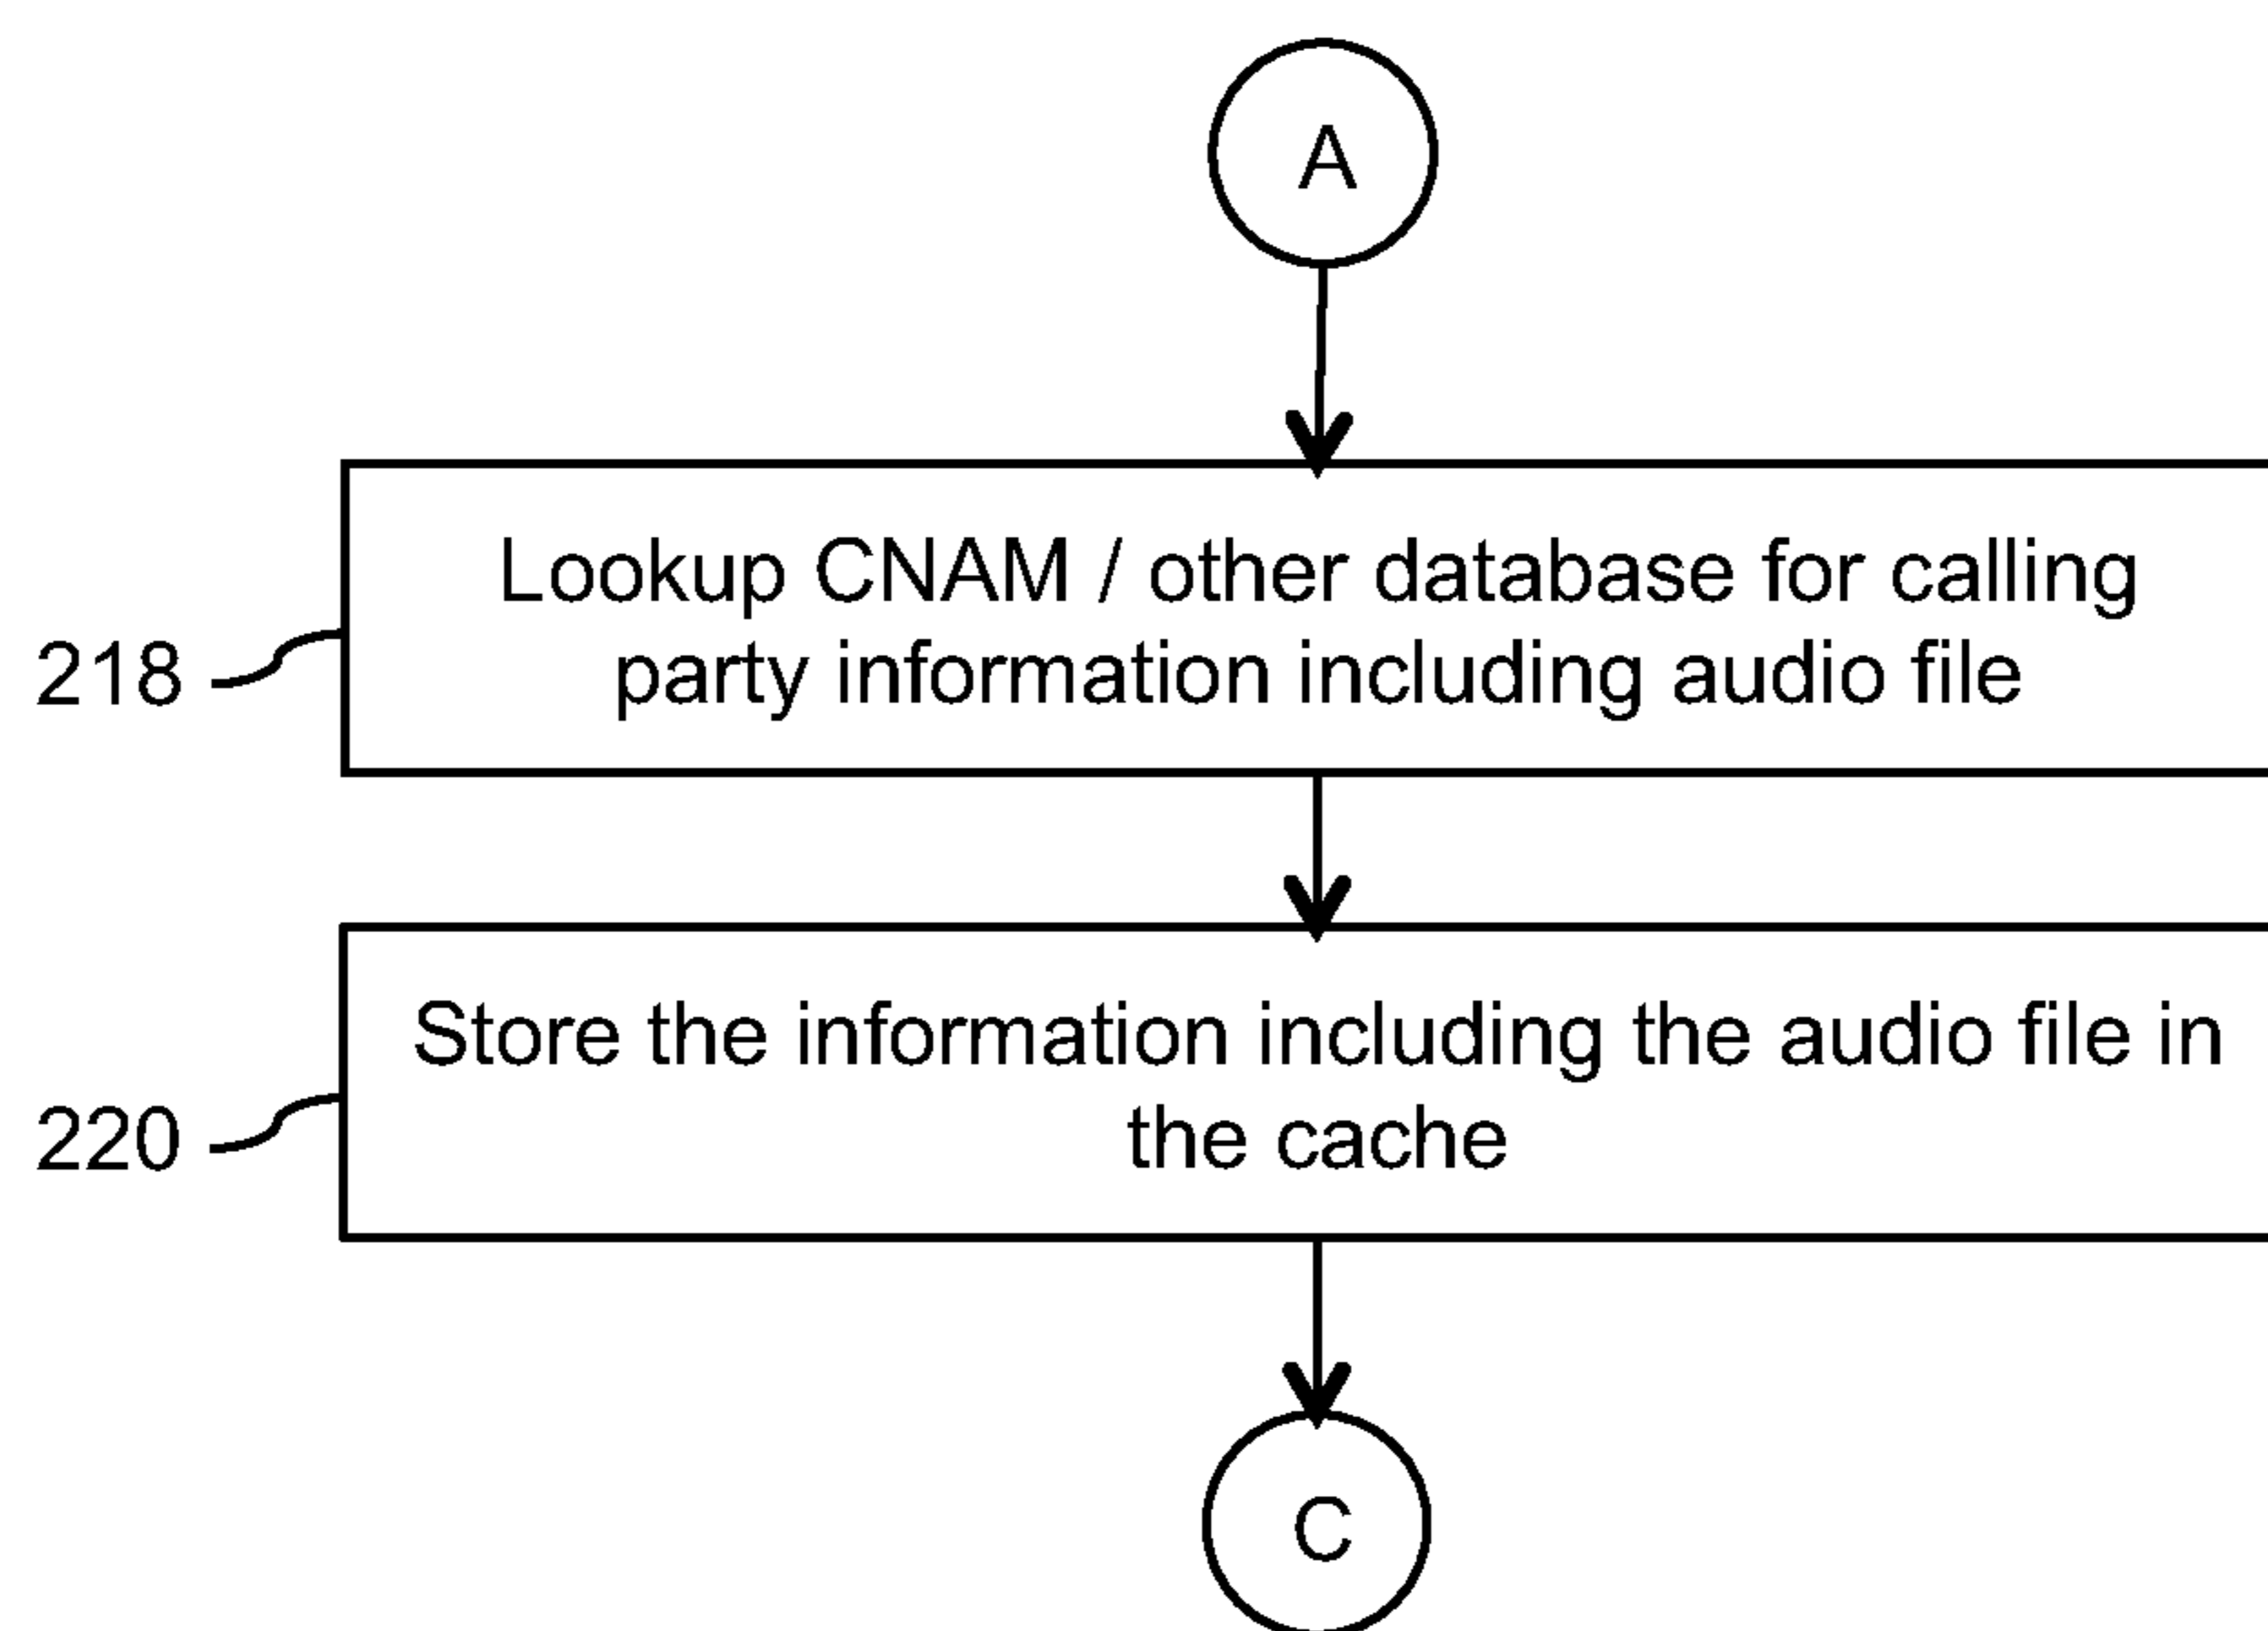 A
Lookup CNAM / other database for calling
party information including audio file
218
Store the information including the audio file in
the cache
220
C